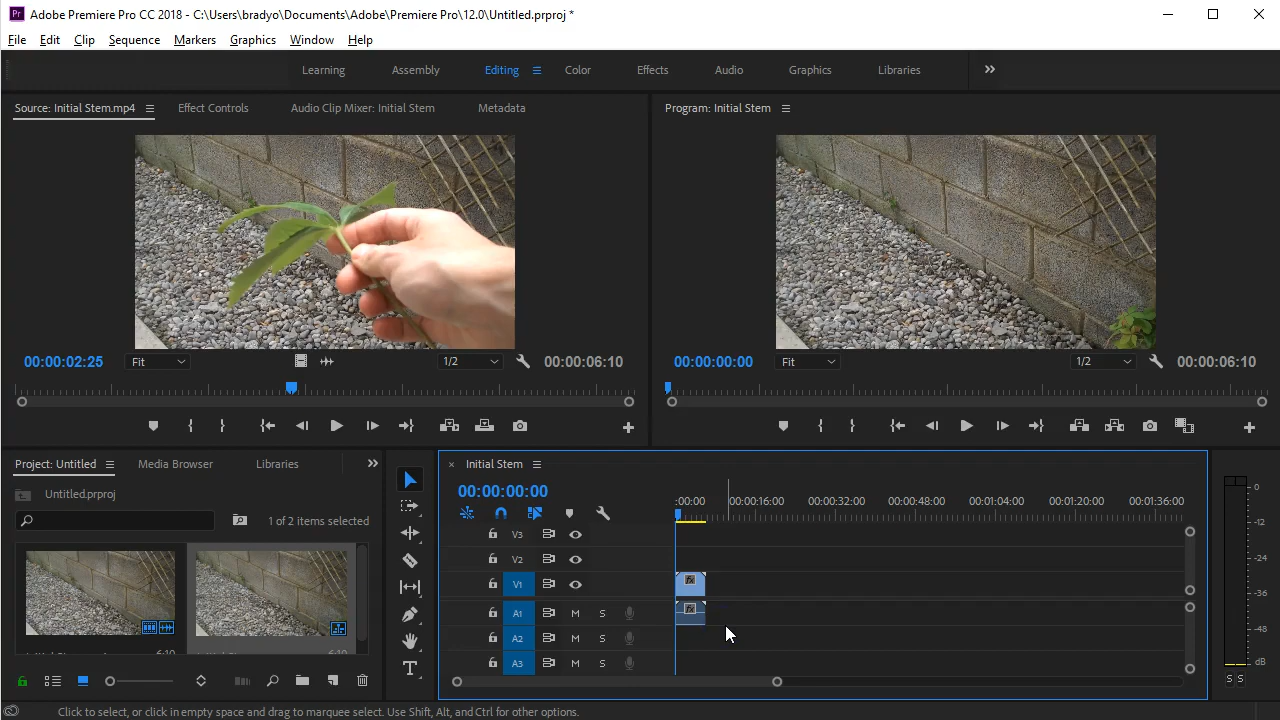 Pr Adobe Premiere Pro CC 2018 - C:\Users\bradyo\Documents\Adobe\Premiere Pro\12.0\Untitled.prproj *
File Edit Clip Sequence Markers Graphics Window Help
Learning Assembly Editing Color Effects Audio Graphics Libraries
Source: Initial Stem.mp4 Effect Controls Audio Clip Mixer: Initial Stem Metadata
Program: Initial Stem
00:00:02:25 Fit 1/2 00:00:06:10
00:00:00:00 Fit 1/2 00:00:06:10
Project: Untitled Media Browser Libraries
Untitled.prproj
1 of 2 items selected
Initial Stem
00:00:00:00
:00:00 00:00:16:00 00:00:32:00 00:00:48:00 00:01:04:00 00:01:20:00 00:01:36:00
V3
V2
V1 fx
A1 M S fx
A2 M S
A3 M S
T
0
-12
-24
-36
-48
dB
S S
Click to select, or click in empty space and drag to marquee select. Use Shift, Alt, and Ctrl for other options.